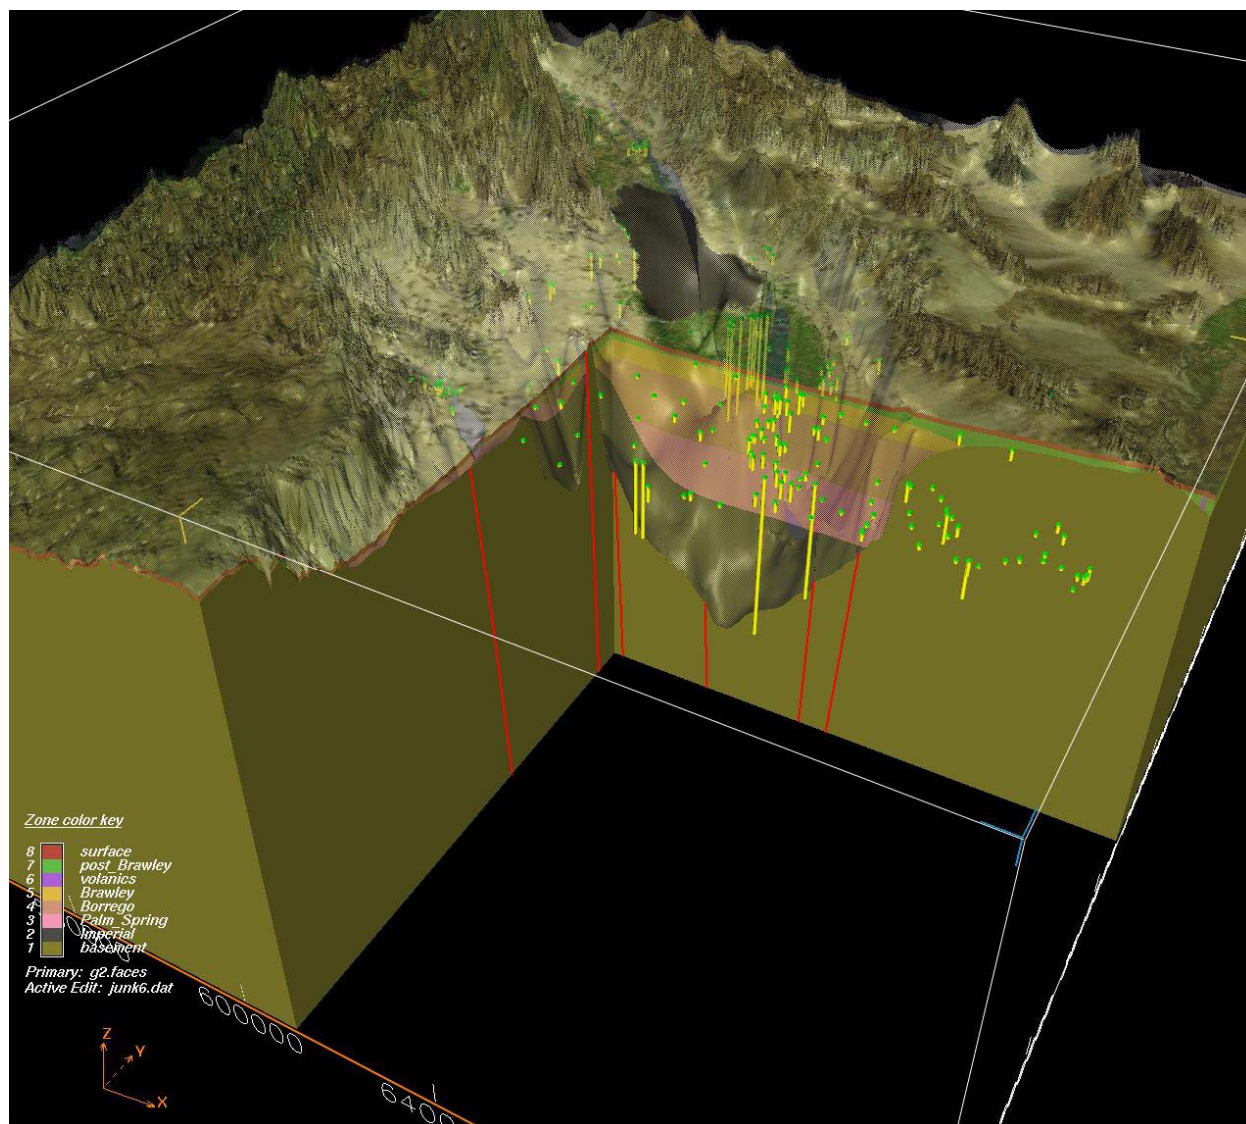 Zone color key
8 surface
7 post_Brawley
6 volanics
5 Brawley
4 Borrego
3 Palm_Spring
2 Imperial
1 basement
Primary: g2.faces
Active Edit: junk6.dat
600000
6400
Z
Y
X